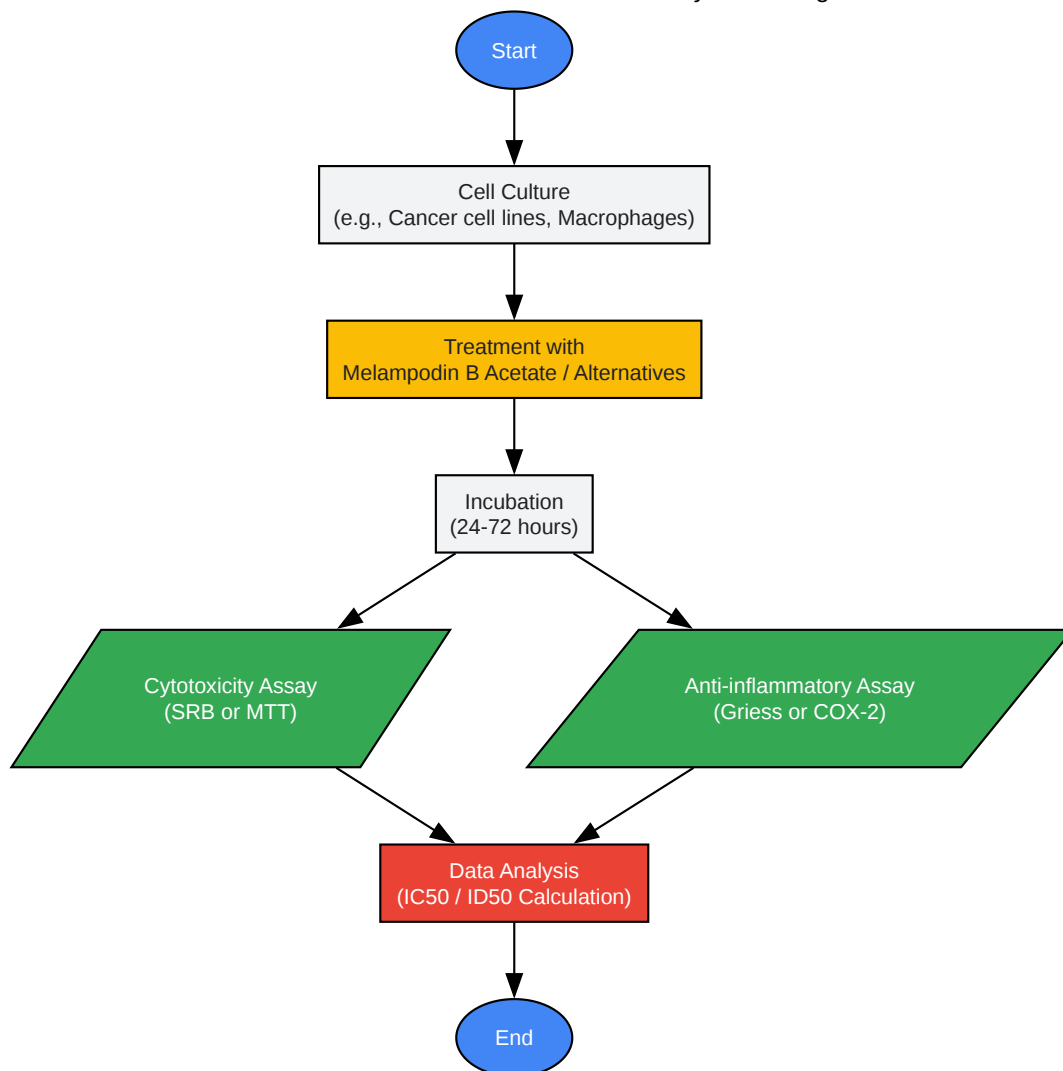 Start
Cell Culture
(e.g., Cancer cell lines, Macrophages)
Treatment with
Melampodin B Acetate / Alternatives
Incubation
(24-72 hours)
Cytotoxicity Assay
(SRB or MTT)
Anti-inflammatory Assay
(Griess or COX-2)
Data Analysis
(IC50 / ID50 Calculation)
End